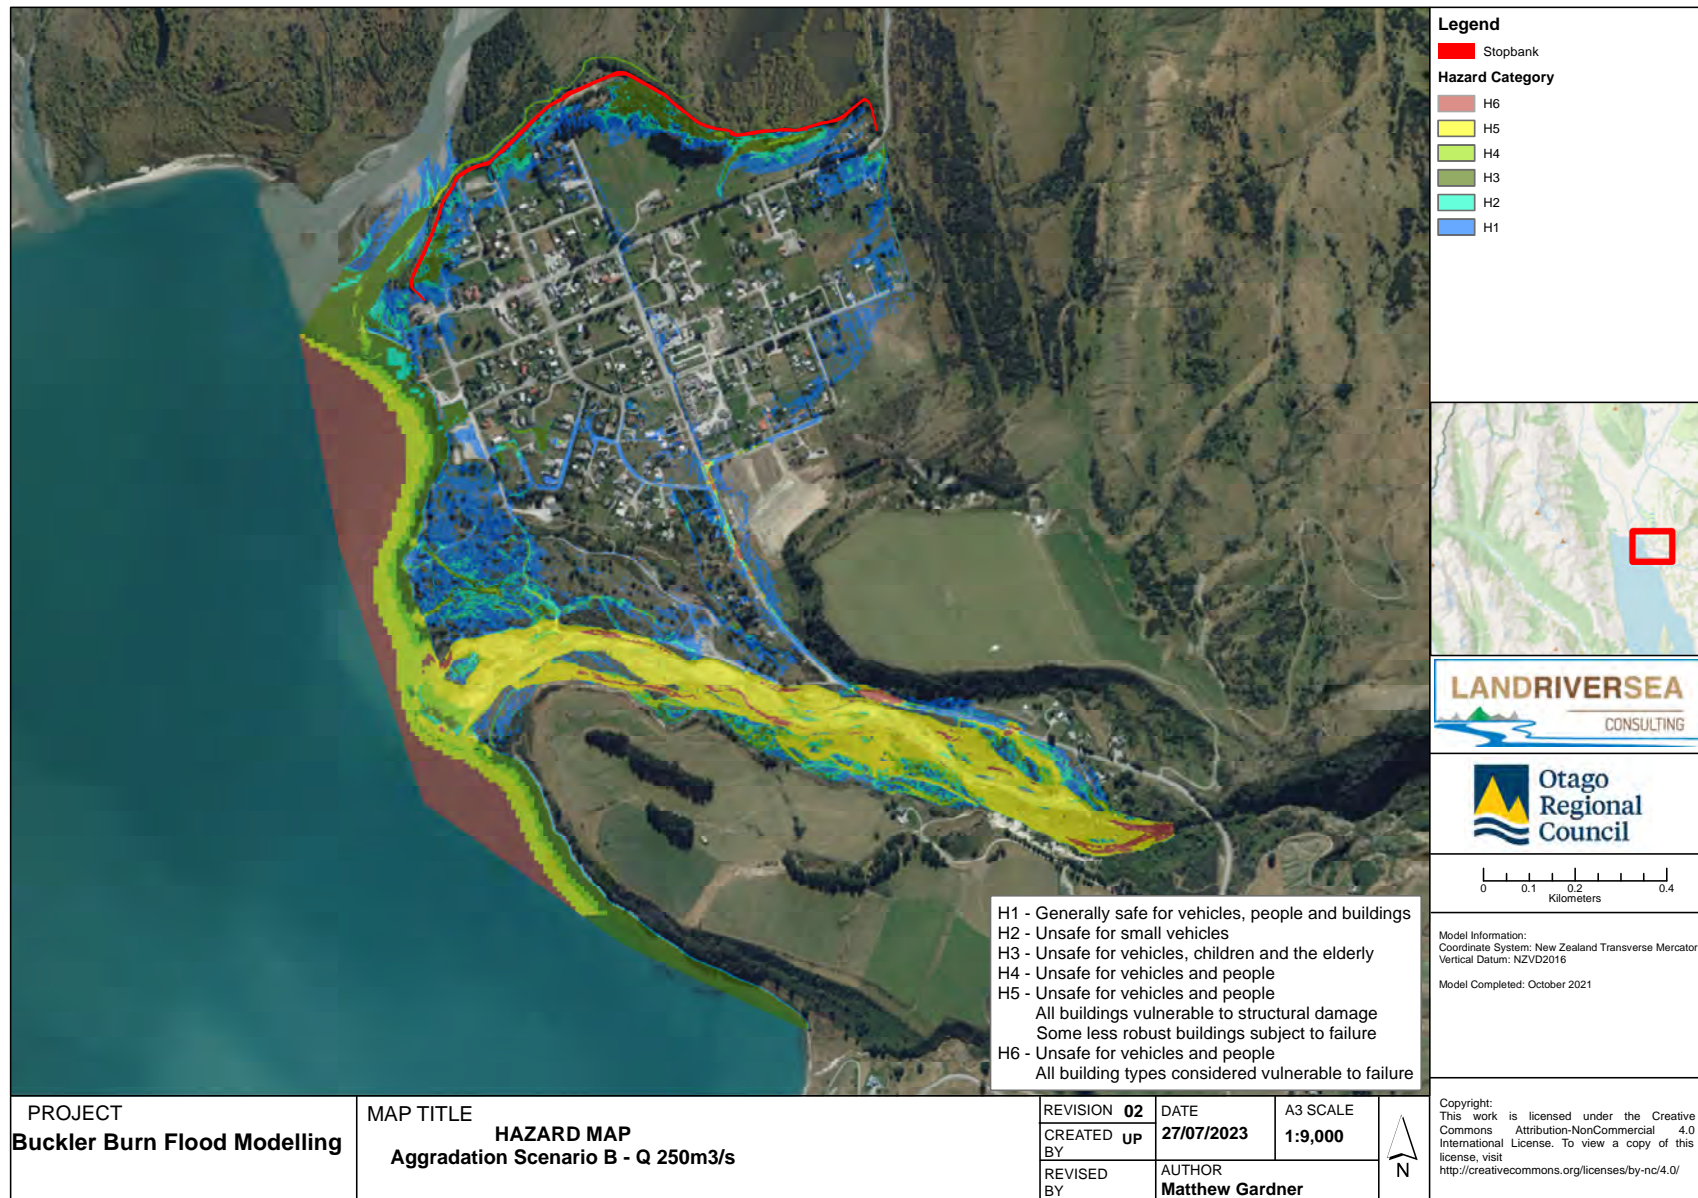 Legend
Stopbank
Hazard Category
H6
H5
H4
H3
H2
H1
LANDRIVERSEA
CONSULTING
Otago
Regional
Council
0 0.1 0.2 0.4
Kilometers
Model Information:
Coordinate System: New Zealand Transverse Mercator
Vertical Datum: NZVD2016
Model Completed: October 2021
H1 - Generally safe for vehicles, people and buildings
H2 - Unsafe for small vehicles
H3 - Unsafe for vehicles, children and the elderly
H4 - Unsafe for vehicles and people
H5 - Unsafe for vehicles and people
All buildings vulnerable to structural damage
Some less robust buildings subject to failure
H6 - Unsafe for vehicles and people
All building types considered vulnerable to failure
PROJECT
Buckler Burn Flood Modelling
MAP TITLE
HAZARD MAP
Aggradation Scenario B - Q 250m3/s
REVISION 02
CREATED BY UP
REVISED BY
DATE
27/07/2023
A3 SCALE
1:9,000
AUTHOR
Matthew Gardner
N
Copyright:
This work is licensed under the Creative
Commons Attribution-NonCommercial 4.0
International License. To view a copy of this
license, visit
http://creativecommons.org/licenses/by-nc/4.0/